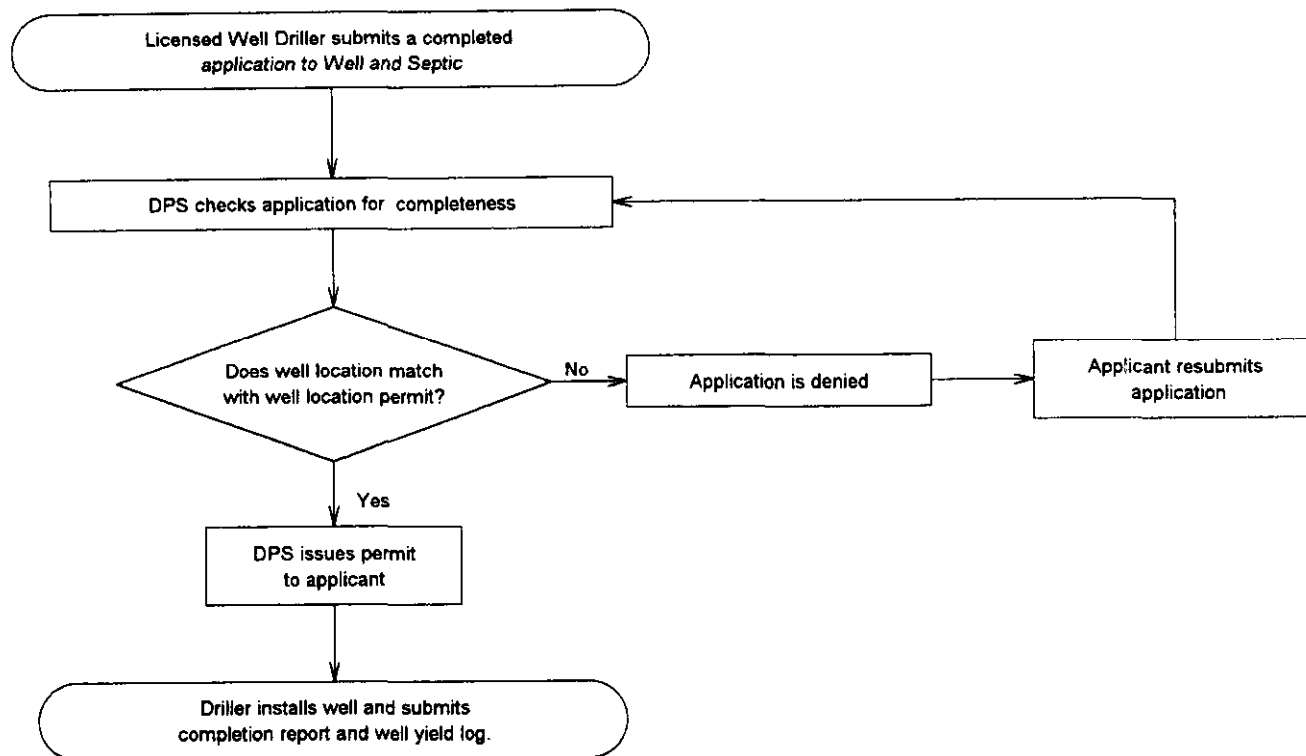 Licensed Well Driller submits a completed
application to Well and Septic
DPS checks application for completeness
Does well location match
with well location permit?
No
Application is denied
Applicant resubmits
application
Yes
DPS issues permit
to applicant
Driller installs well and submits
completion report and well yield log.